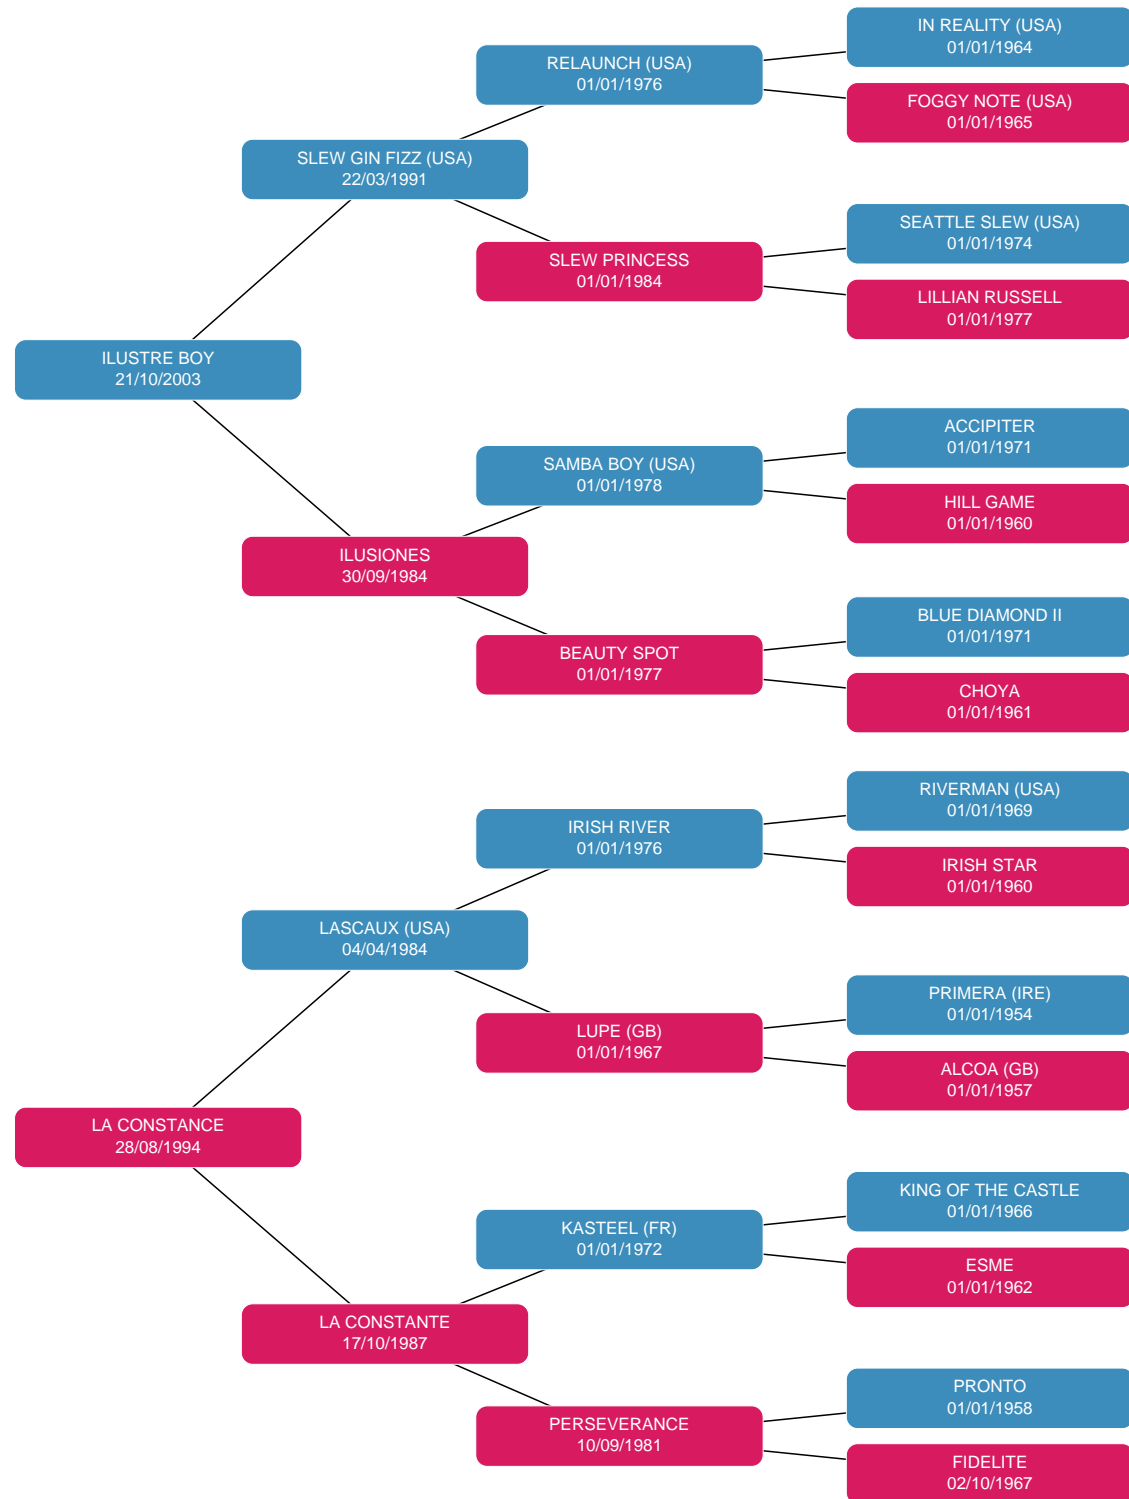 IN REALITY (USA)
01/01/1964
RELAUNCH (USA)
01/01/1976
FOGGY NOTE (USA)
01/01/1965
SLEW GIN FIZZ (USA)
22/03/1991
SEATTLE SLEW (USA)
01/01/1974
SLEW PRINCESS
01/01/1984
LILLIAN RUSSELL
01/01/1977
ILUSTRE BOY
21/10/2003
ACCIPITER
01/01/1971
SAMBA BOY (USA)
01/01/1978
HILL GAME
01/01/1960
ILUSIONES
30/09/1984
BLUE DIAMOND II
01/01/1971
BEAUTY SPOT
01/01/1977
CHOYA
01/01/1961
RIVERMAN (USA)
01/01/1969
IRISH RIVER
01/01/1976
IRISH STAR
01/01/1960
LASCAUX (USA)
04/04/1984
PRIMERA (IRE)
01/01/1954
LUPE (GB)
01/01/1967
ALCOA (GB)
01/01/1957
LA CONSTANCE
28/08/1994
KING OF THE CASTLE
01/01/1966
KASTEEL (FR)
01/01/1972
ESME
01/01/1962
LA CONSTANTE
17/10/1987
PRONTO
01/01/1958
PERSEVERANCE
10/09/1981
FIDELITE
02/10/1967